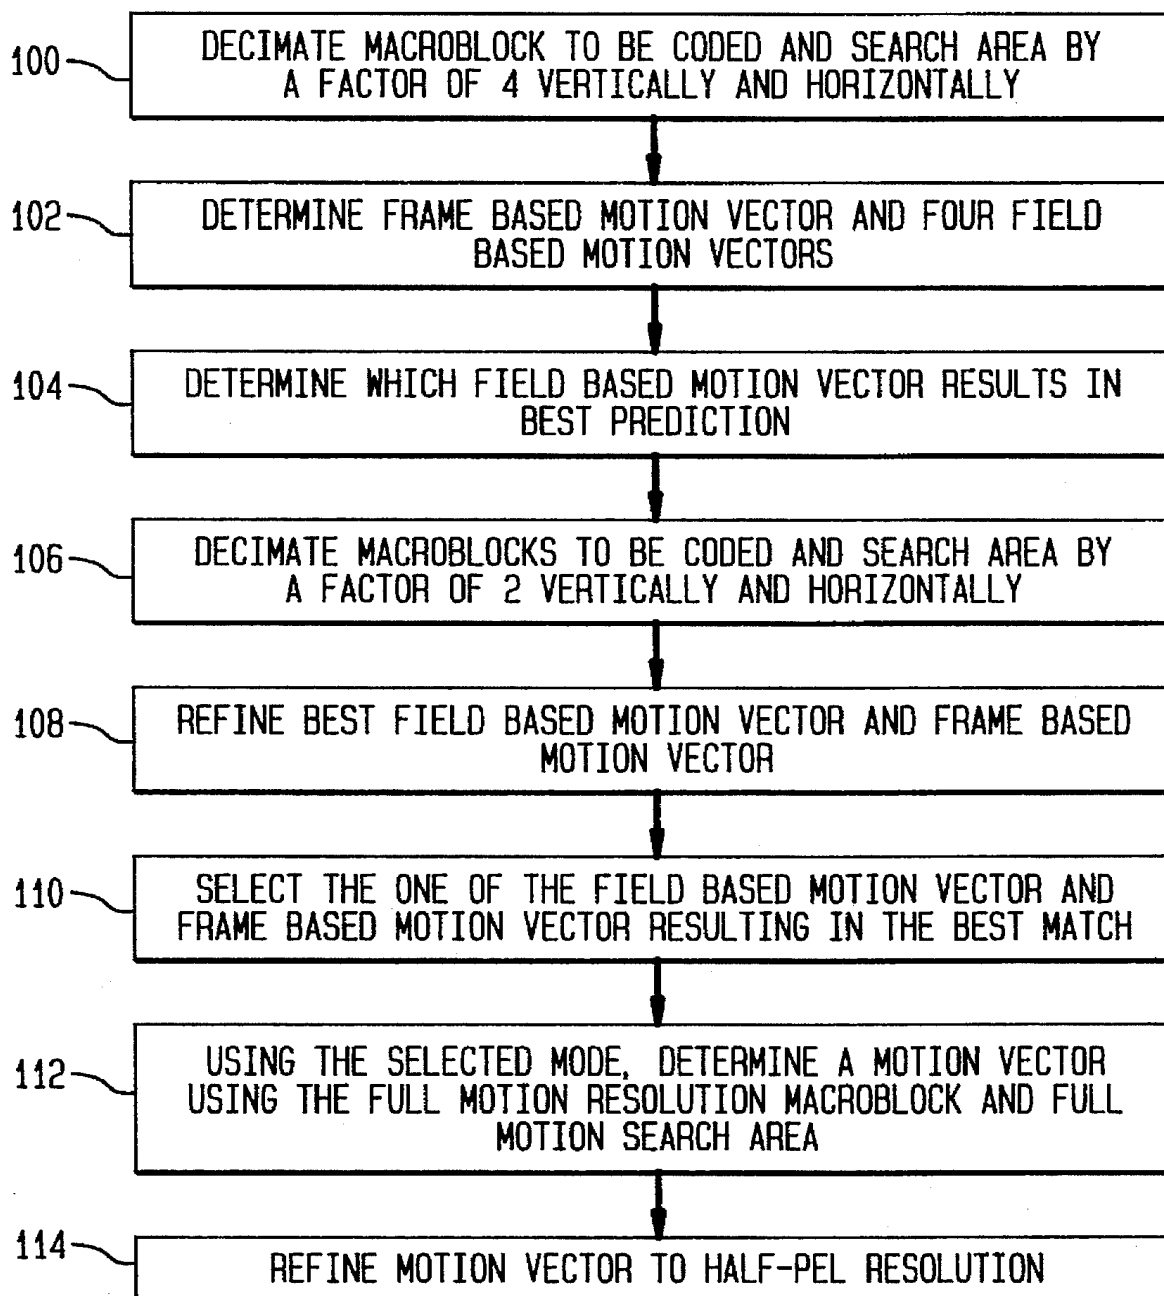 100
DECIMATE MACROBLOCK TO BE CODED AND SEARCH AREA BY
A FACTOR OF 4 VERTICALLY AND HORIZONTALLY
102
DETERMINE FRAME BASED MOTION VECTOR AND FOUR FIELD
BASED MOTION VECTORS
104
DETERMINE WHICH FIELD BASED MOTION VECTOR RESULTS IN
BEST PREDICTION
106
DECIMATE MACROBLOCKS TO BE CODED AND SEARCH AREA BY
A FACTOR OF 2 VERTICALLY AND HORIZONTALLY
108
REFINE BEST FIELD BASED MOTION VECTOR AND FRAME BASED
MOTION VECTOR
110
SELECT THE ONE OF THE FIELD BASED MOTION VECTOR AND
FRAME BASED MOTION VECTOR RESULTING IN THE BEST MATCH
112
USING THE SELECTED MODE, DETERMINE A MOTION VECTOR
USING THE FULL MOTION RESOLUTION MACROBLOCK AND FULL
MOTION SEARCH AREA
114
REFINE MOTION VECTOR TO HALF-PEL RESOLUTION